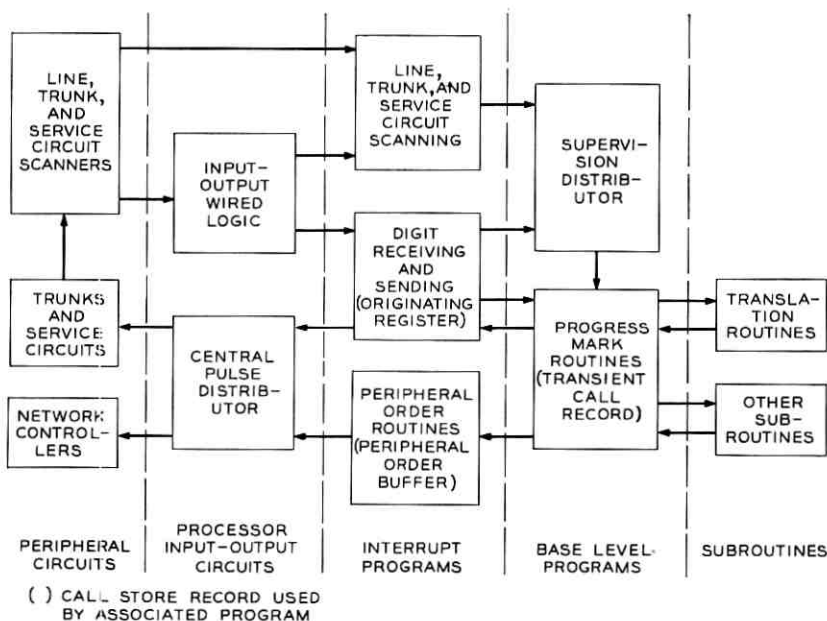 LINE,
TRUNK,
AND
SERVICE
CIRCUIT
SCANNERS
TRUNKS
AND
SERVICE
CIRCUITS
NETWORK
CONTROL-
LERS
INPUT-
OUTPUT
WIRED
LOGIC
CENTRAL
PULSE
DISTRIB-
UTOR
LINE,
TRUNK, AND
SERVICE
CIRCUIT
SCANNING
DIGIT
RECEIVING
AND
SENDING
(ORIGINATING
REGISTER)
PERIPHERAL
ORDER
ROUTINES
(PERIPHERAL
ORDER
BUFFER)
SUPERVI-
SION
DISTRIB-
UTOR
PROGRESS
MARK
ROUTINES
(TRANSIENT
CALL
RECORD)
TRANSLA-
TION
ROUTINES
OTHER
SUB-
ROUTINES
PERIPHERAL
CIRCUITS
PROCESSOR
INPUT-OUTPUT
CIRCUITS
INTERRUPT
PROGRAMS
BASE LEVEL
PROGRAMS
SUBROUTINES
( ) CALL STORE RECORD USED
BY ASSOCIATED PROGRAM